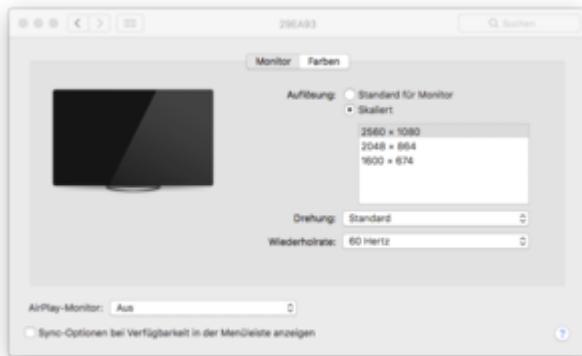 29EA93
Suchen
Monitor Farben
Auflösung: Standard für Monitor
Skaliert
2560 × 1080
2048 × 864
1600 × 674
Drehung: Standard
Wiederholrate: 60 Hertz
AirPlay-Monitor: Aus
Sync-Optionen bei Verfügbarkeit in der Menüleiste anzeigen
?